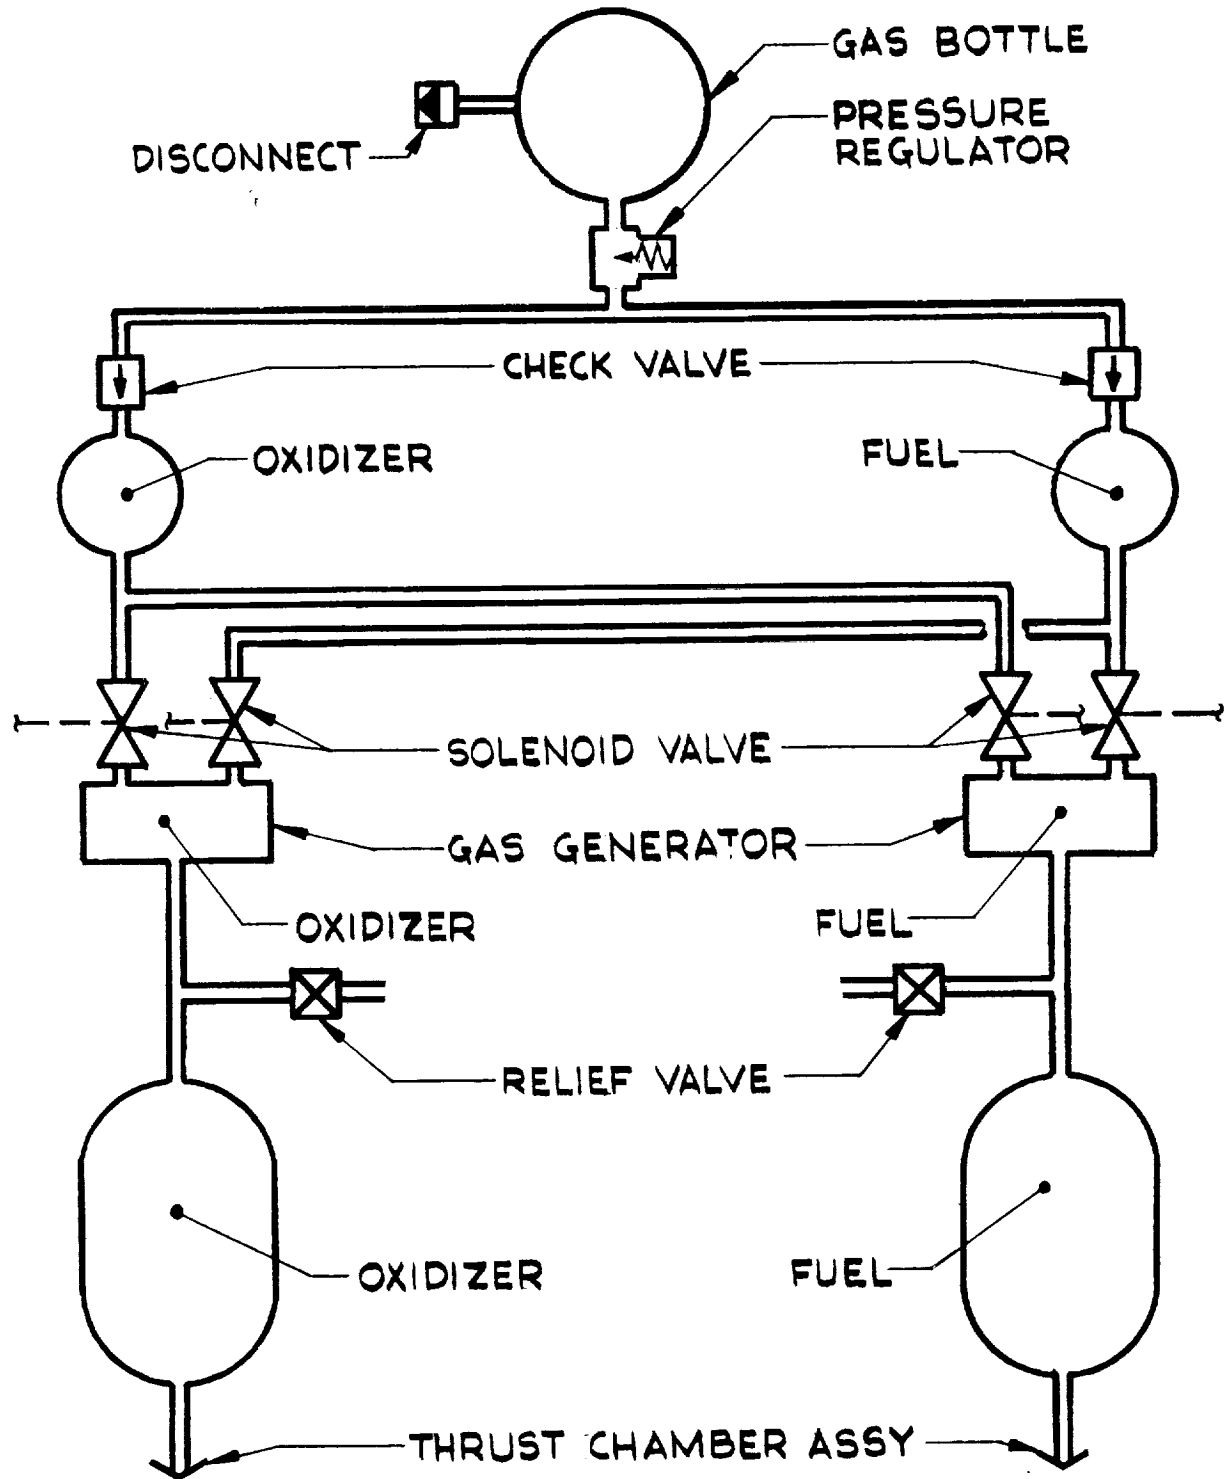 GAS BOTTLE
PRESSURE
REGULATOR
DISCONNECT
CHECK VALVE
OXIDIZER
FUEL
SOLENOID VALVE
GAS GENERATOR
OXIDIZER
FUEL
RELIEF VALVE
OXIDIZER
FUEL
THRUST CHAMBER ASSY